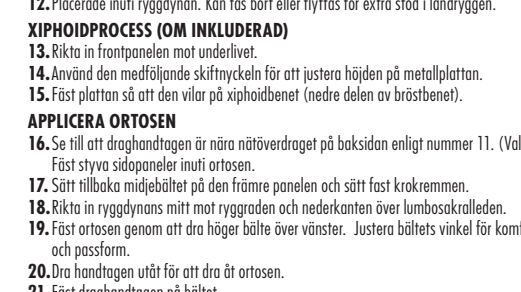 12. Placerade inuti ryggdynan. Kan tas bort eller flyttas för extra stöd i ländryggen.
XIPHOIDPROCESS (OM INKLUDERAD)
13. Rikta in frontpanelen mot underlivet.
14. Använd den medföljande skiftnyckeln för att justera höjden på metallplattan.
15. Fäst plattan så att den vilar på xiphoidbenet (nedre delen av bröstbenet).
APPLICERA ORTOSEN
16. Se till att draghandtagen är nära nätöverdraget på baksidan enligt nummer 11. (Val
Fäst styva sidopaneler inuti ortosen.
17. Sätt tillbaka midjebältet på den främre panelen och sätt fast krokremmen.
18. Rikta in ryggdynans mitt mot ryggraden och nederkanten över lumbosakralleden.
19. Fäst ortosen genom att dra höger bälte över vänster. Justera bältets vinkel för komf
och passform.
20. Dra handtagen utåt för att dra åt ortosen.
21. Fäst draghandtagen på bältet.